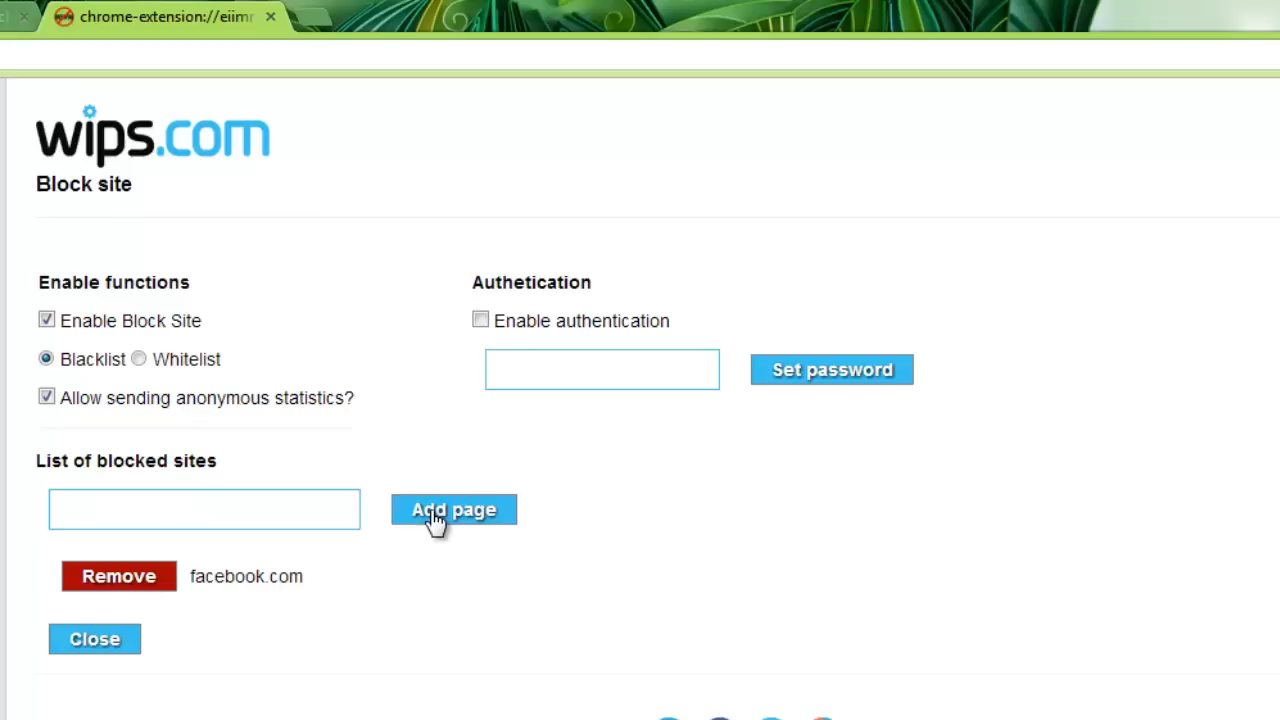 chrome-extension://eiimr
wips.com
Block site
Enable functions
Authetication
Enable Block Site
Enable authentication
Blacklist Whitelist
Set password
Allow sending anonymous statistics?
List of blocked sites
Add page
Remove facebook.com
Close